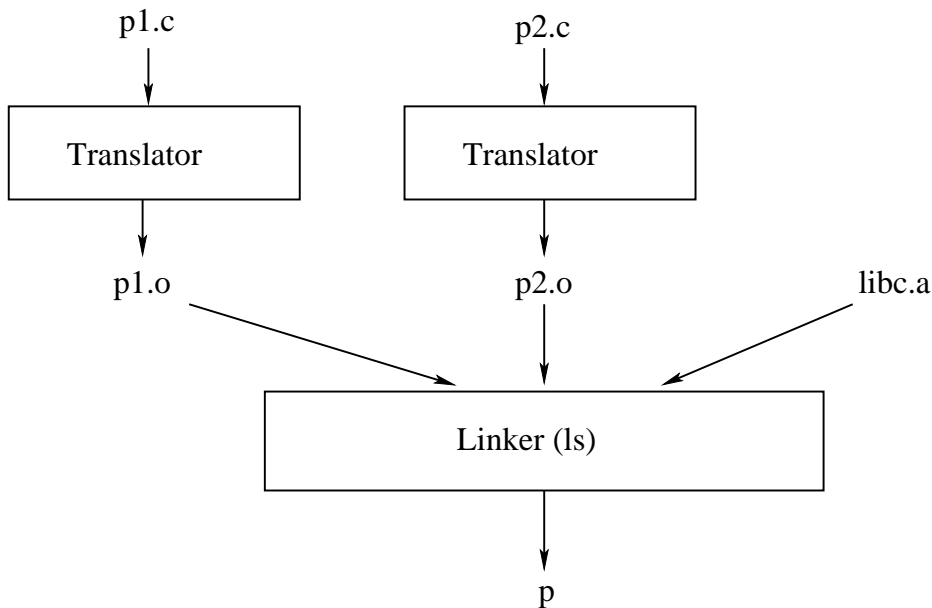 p1.c
p2.c
Translator
Translator
p1.o
p2.o
libc.a
Linker (ls)
p